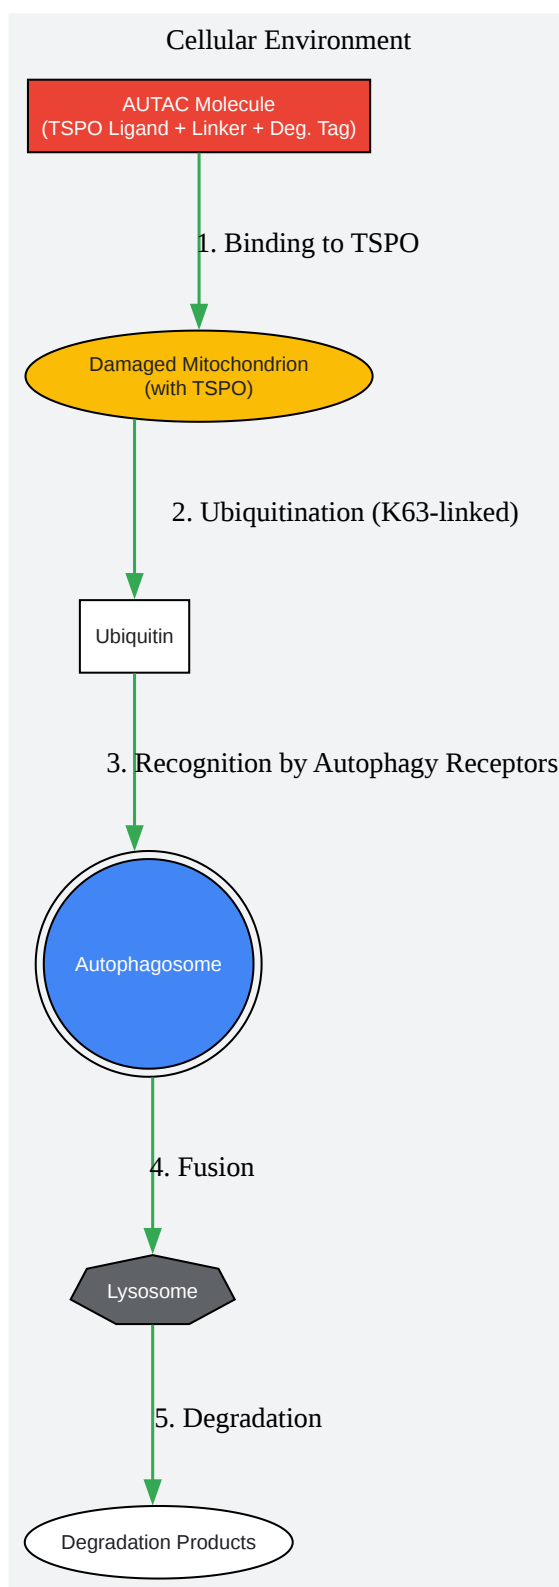 Cellular Environment
AUTAC Molecule
(TSPO Ligand + Linker + Deg. Tag)
1. Binding to TSPO
Damaged Mitochondrion
(with TSPO)
2. Ubiquitination (K63-linked)
Ubiquitin
3. Recognition by Autophagy Receptors
Autophagosome
4. Fusion
Lysosome
5. Degradation
Degradation Products